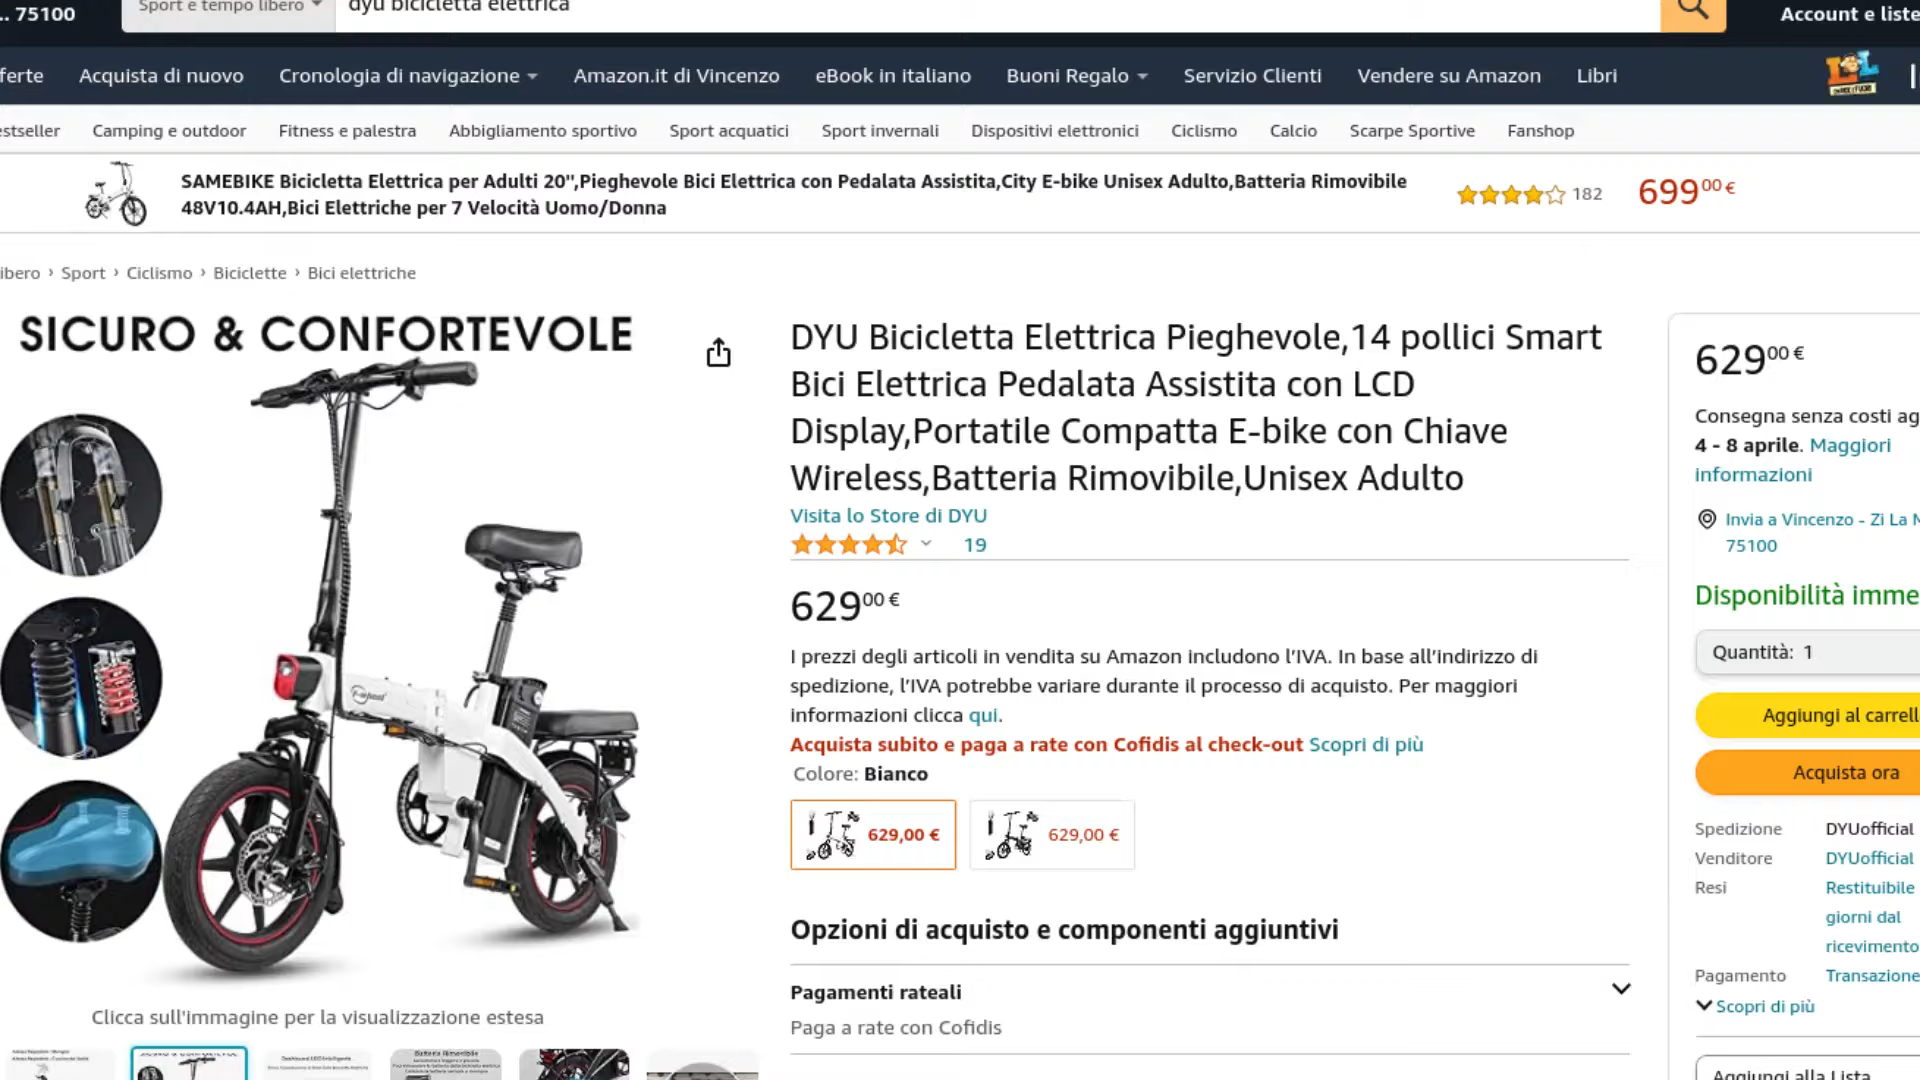 .. 75100
Sport e tempo libero
dyu bicicletta elettrica
Account e liste
ferte
Acquista di nuovo
Cronologia di navigazione
Amazon.it di Vincenzo
eBook in italiano
Buoni Regalo
Servizio Clienti
Vendere su Amazon
Libri
estseller
Camping e outdoor
Fitness e palestra
Abbigliamento sportivo
Sport acquatici
Sport invernali
Dispositivi elettronici
Ciclismo
Calcio
Scarpe Sportive
Fanshop
SAMEBIKE Bicicletta Elettrica per Adulti 20'',Pieghevole Bici Elettrica con Pedalata Assistita,City E-bike Unisex Adulto,Batteria Rimovibile
48V10.4AH,Bici Elettriche per 7 Velocità Uomo/Donna
182
699,00 €
ibero › Sport › Ciclismo › Biciclette › Bici elettriche
SICURO & CONFORTEVOLE
DYU Bicicletta Elettrica Pieghevole,14 pollici Smart
Bici Elettrica Pedalata Assistita con LCD
Display,Portatile Compatta E-bike con Chiave
Wireless,Batteria Rimovibile,Unisex Adulto
Visita lo Store di DYU
19
629 00 €
I prezzi degli articoli in vendita su Amazon includono l'IVA. In base all'indirizzo di
spedizione, l'IVA potrebbe variare durante il processo di acquisto. Per maggiori
informazioni clicca qui.
Acquista subito e paga a rate con Cofidis al check-out Scopri di più
Colore: Bianco
629,00 €
629,00 €
Opzioni di acquisto e componenti aggiuntivi
Pagamenti rateali
Paga a rate con Cofidis
Clicca sull'immagine per la visualizzazione estesa
Batteria Rimovibile
629 00 €
Consegna senza costi ag
4 - 8 aprile. Maggiori
informazioni
Invia a Vincenzo - Zi La
75100
Disponibilità imme
Quantità: 1
Aggiungi al carrell
Acquista ora
Spedizione DYUofficial
Venditore DYUofficial
Resi Restituibile
giorni dal
ricevimento
Pagamento Transazione
Scopri di più
Aggiungi alla Lista